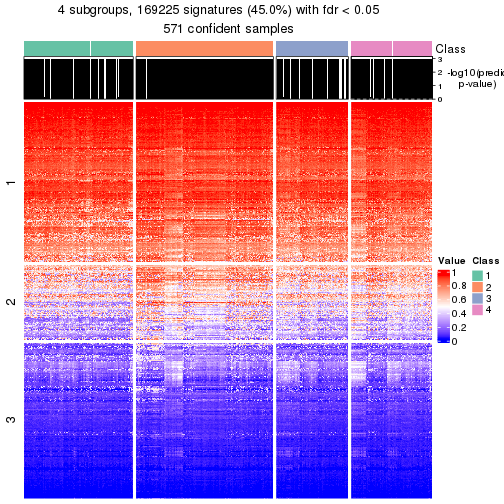 4 subgroups, 169225 signatures (45.0%) with fdr < 0.05
571 confident samples
Class
3
2
1
0
-log10(predi
p-value)
1
2
3
Value
1
0.8
0.6
0.4
0.2
0
Class
1
2
3
4